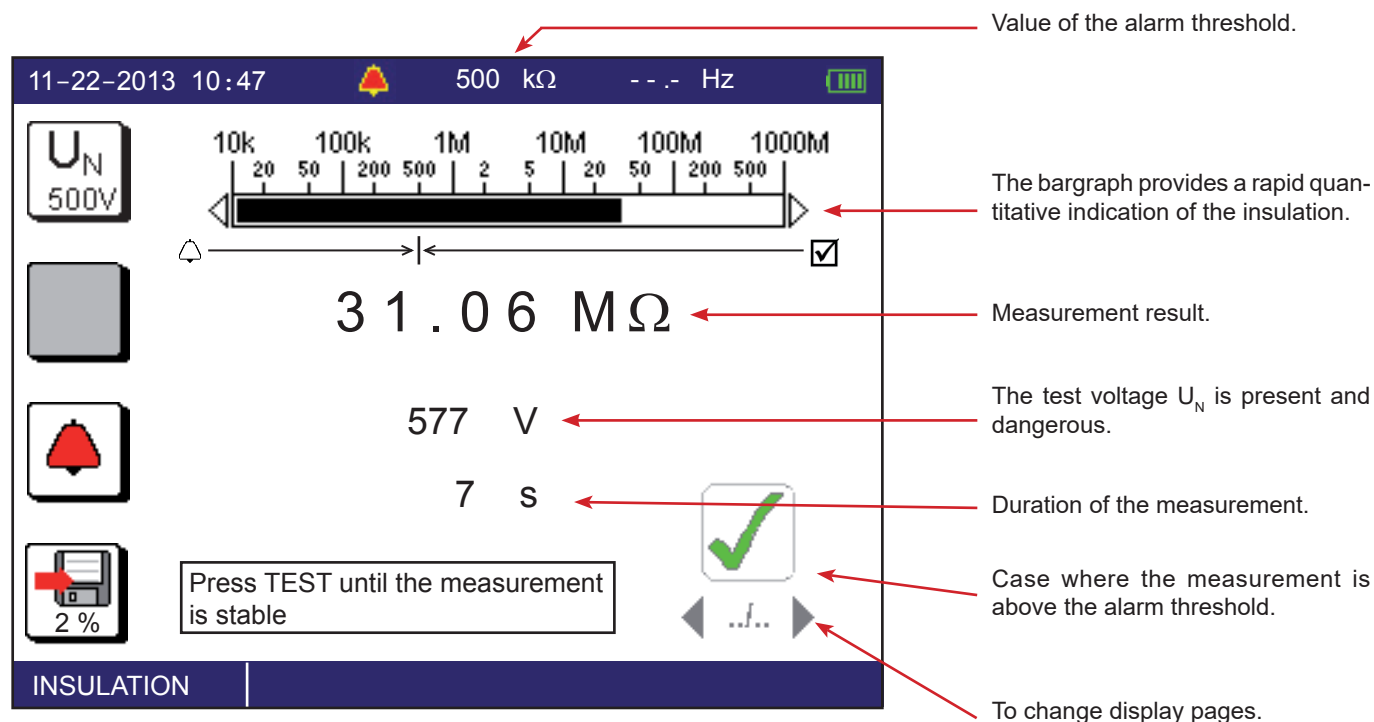 Value of the alarm threshold.
11-22-2013 10:47 500 kΩ - - .- Hz
UN
500V
10k 100k 1M 10M 100M 1000M
20 50 200 500 2 5 20 50 200 500
The bargraph provides a rapid quan-
titative indication of the insulation.
31.06 MΩ
Measurement result.
577 V
The test voltage UN is present and
dangerous.
7 s
Duration of the measurement.
Press TEST until the measurement
is stable
2 %
../..
Case where the measurement is
above the alarm threshold.
INSULATION
To change display pages.